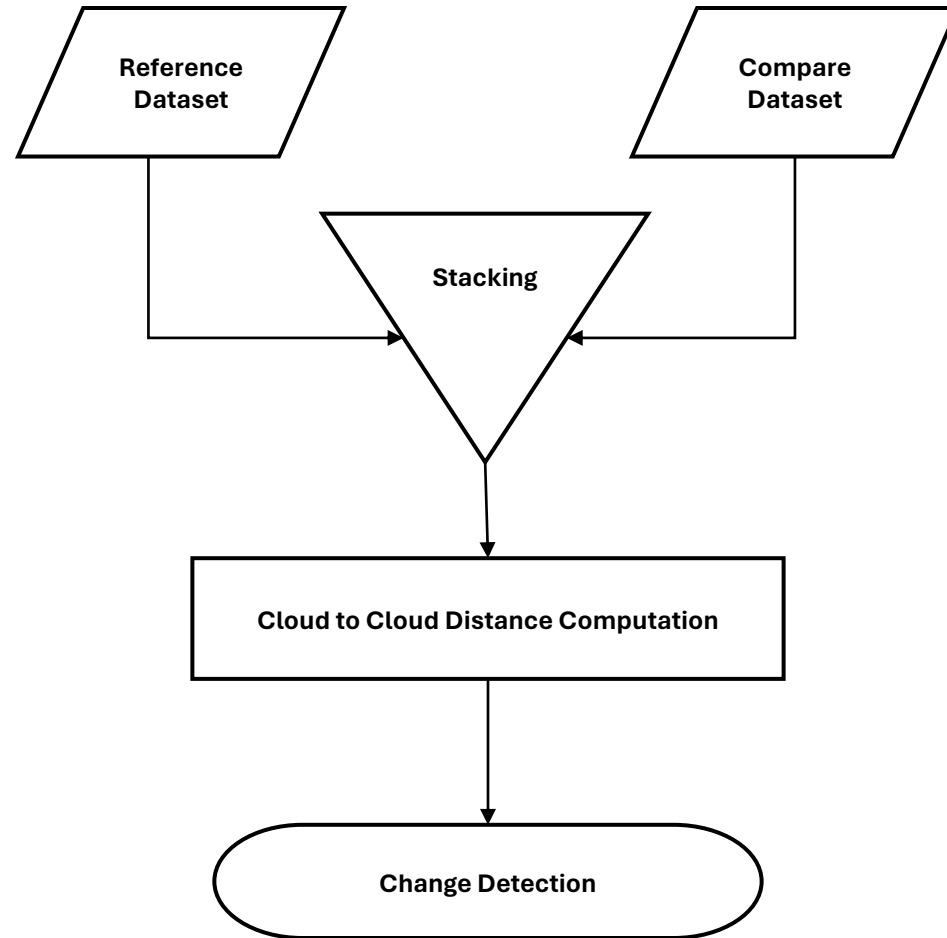 Reference
Dataset
Compare
Dataset
Stacking
Cloud to Cloud Distance Computation
Change Detection